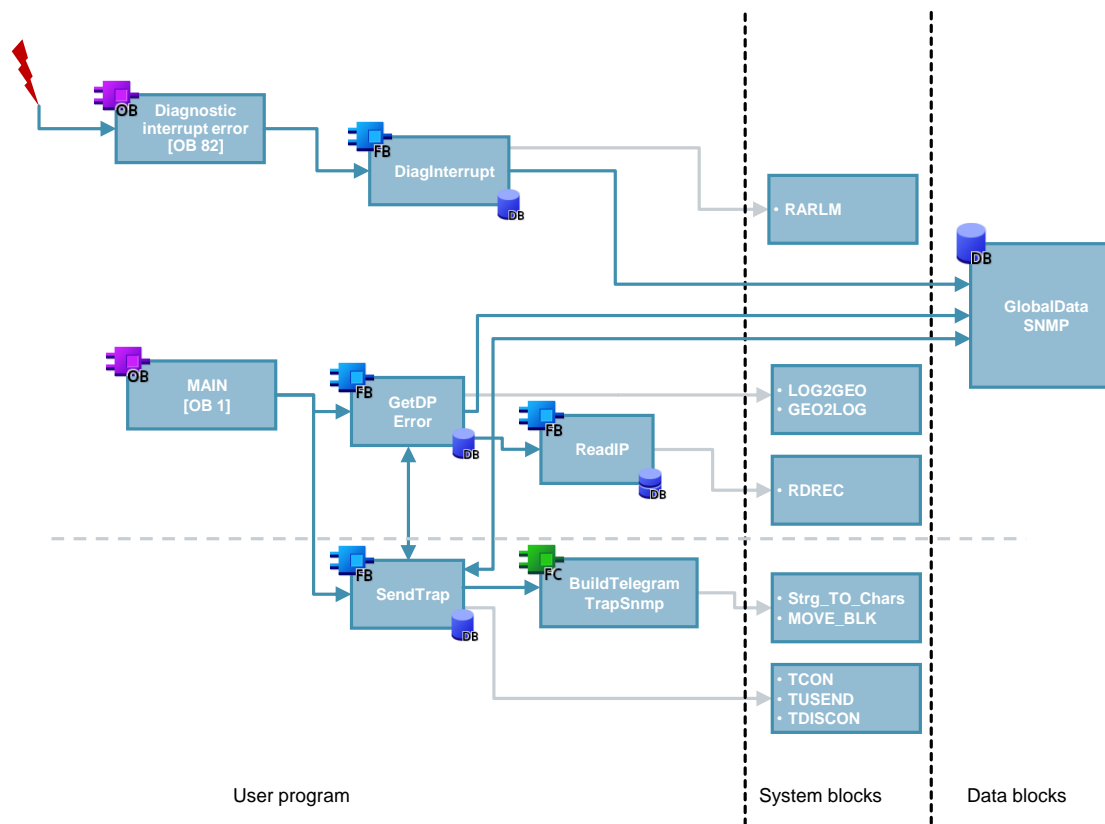 OB
Diagnostic
interrupt error
[OB 82]
FB
DiagInterrupt
DB
• RARLM
DB
GlobalData
SNMP
OB
MAIN
[OB 1]
FB
GetDP
Error
DB
FB
ReadIP
DB
• LOG2GEO
• GEO2LOG
• RDREC
FB
SendTrap
DB
FC
BuildTelegram
TrapSnmp
• Strg_TO_Chars
• MOVE_BLK
• TCON
• TUSEND
• TDISCON
User program
System blocks
Data blocks